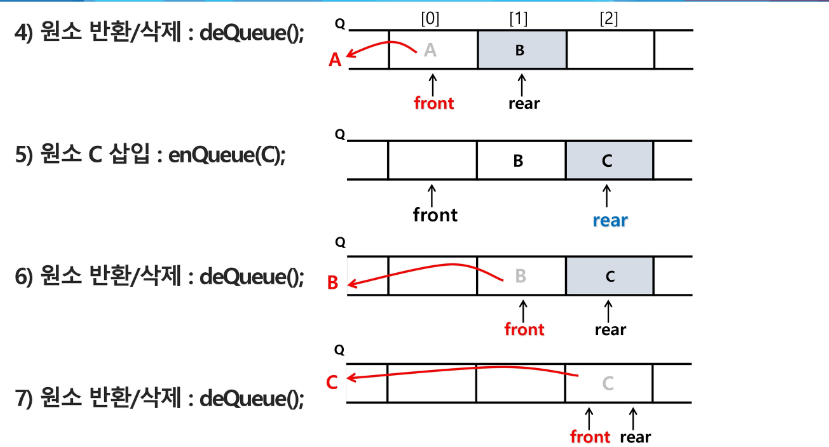 Q [0] [1] [2]
4) 원소 반환/삭제 : deQueue();
A A B
front rear
Q
5) 원소 C 삽입 : enQueue(C);
B C
front rear
Q
6) 원소 반환/삭제 : deQueue();
B B C
front rear
Q
C C
7) 원소 반환/삭제 : deQueue();
front rear